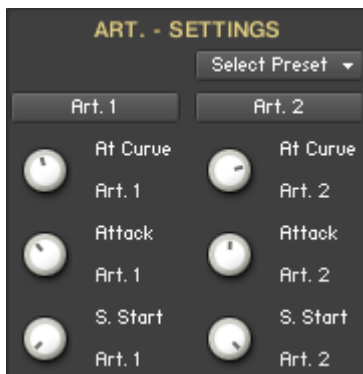 ART. - SETTINGS
Select Preset
Art. 1 Art. 2
At Curve At Curve
Art. 1 Art. 2
Attack Attack
Art. 1 Art. 2
S. Start S. Start
Art. 1 Art. 2